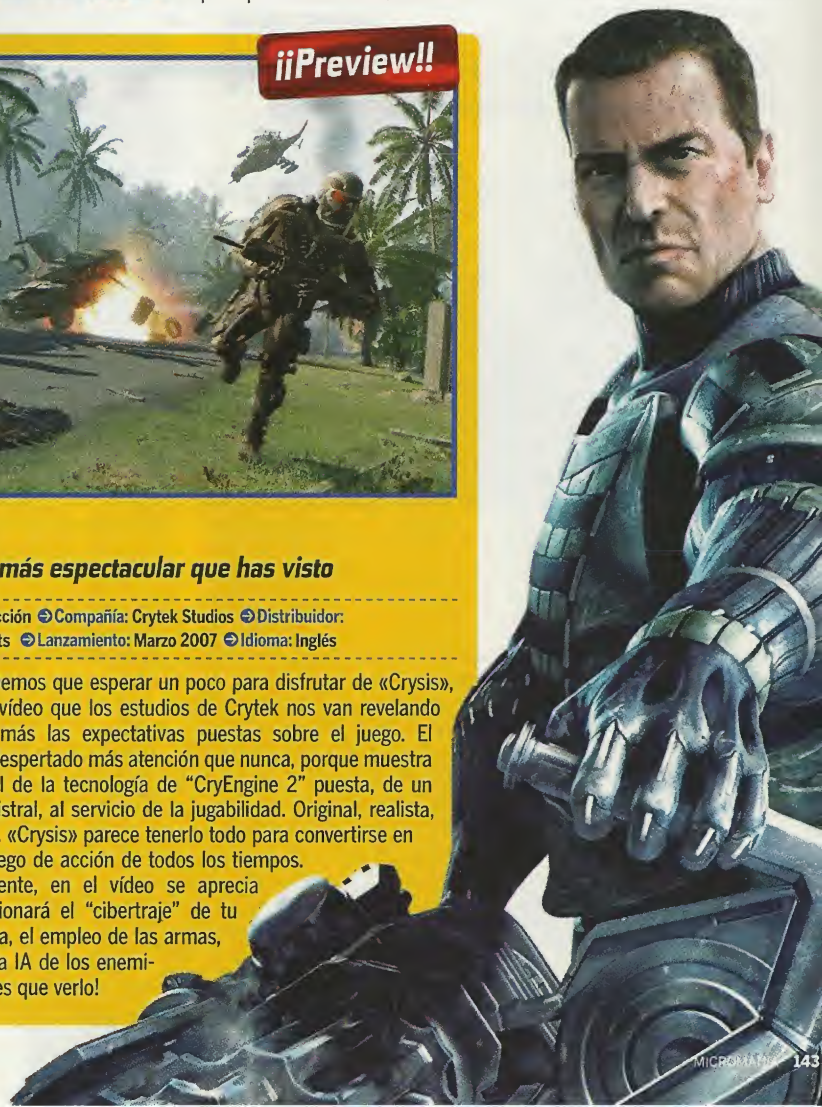 ¡¡Preview!!
más espectacular que has visto
cción Compañía: Crytek Studios Distribuidor:
ts Lanzamiento: Marzo 2007 Idioma: Inglés
emos que esperar un poco para disfrutar de «Crysis»,
vídeo que los estudios de Crytek nos van revelando
más las expectativas puestas sobre el juego. El
espertado más atención que nunca, porque muestra
l de la tecnología de "CryEngine 2" puesta, de un
istral, al servicio de la jugabilidad. Original, realista,
. «Crysis» parece tenerlo todo para convertirse en
ego de acción de todos los tiempos.
ente, en el vídeo se aprecia
ionará el "cibertraje" de tu
a, el empleo de las armas,
a IA de los enemi-
es que verlo!
MICROMANÍA 143